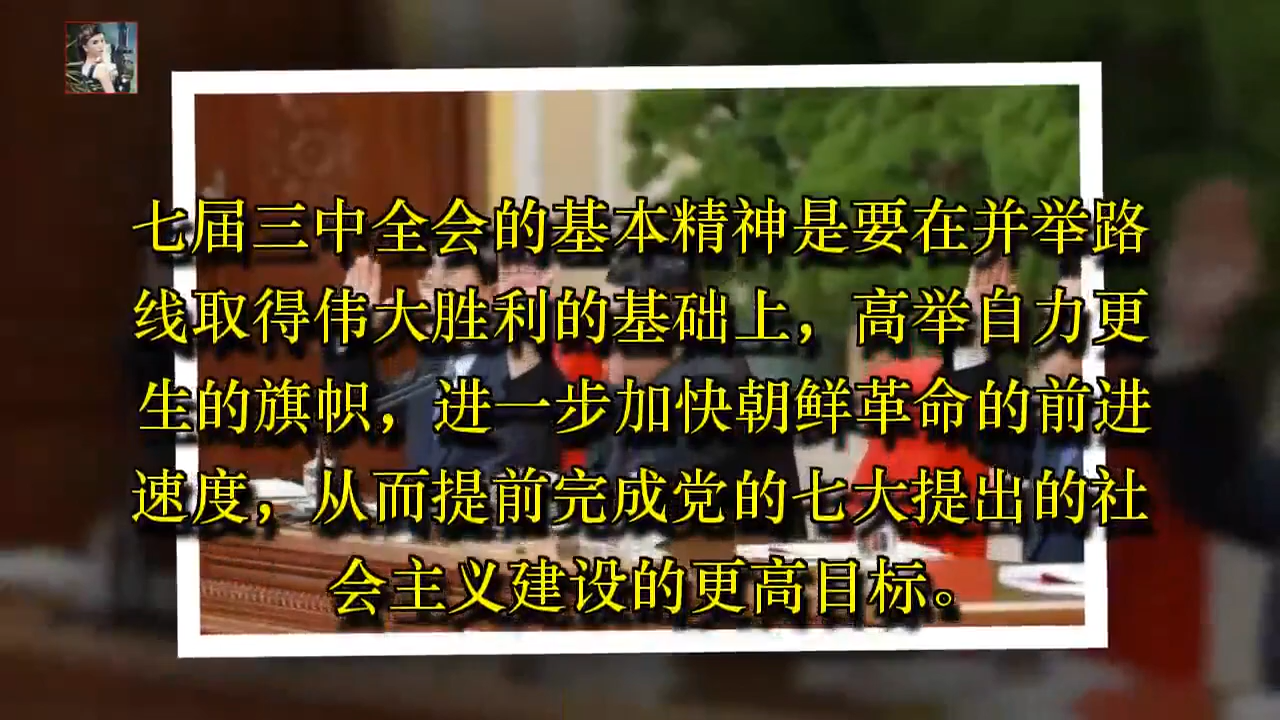 七届三中全会的基本精神是要在并举路
线取得伟大胜利的基础上，高举自力更
生的旗帜，进一步加快朝鲜革命的前进
速度，从而提前完成党的七大提出的社
会主义建设的更高目标。